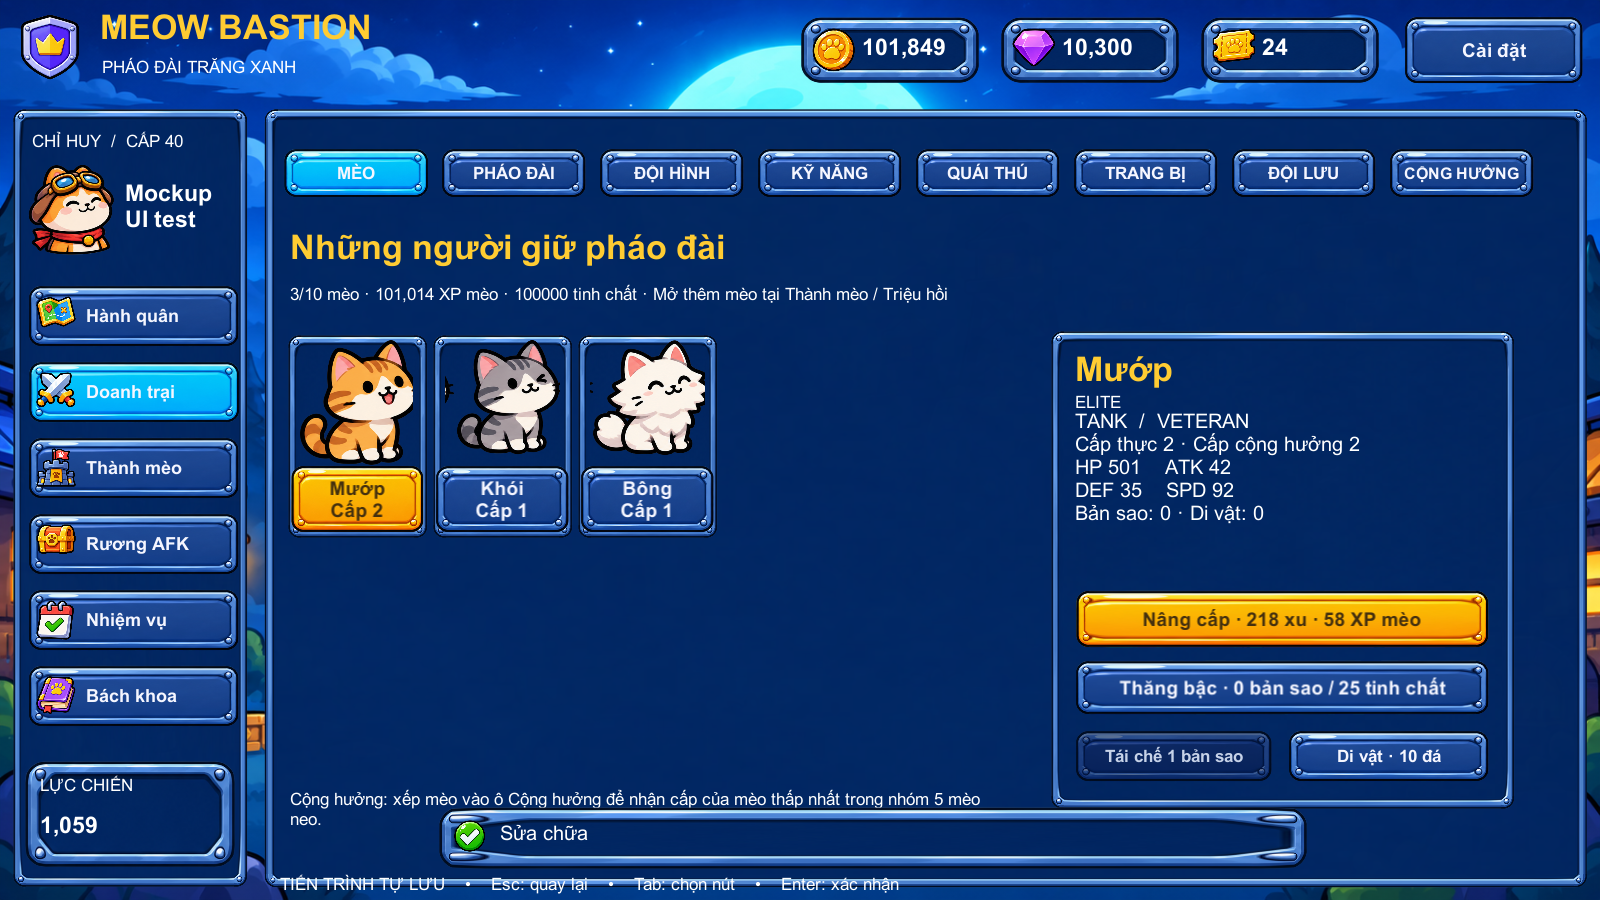 MEOW BASTION
PHÁO ĐÀI TRĂNG XANH
101,849
10,300
24
Cài đặt
CHỈ HUY / CẤP 40
Mockup
UI test
Hành quân
Doanh trại
Thành mèo
Rương AFK
Nhiệm vụ
Bách khoa
LỰC CHIẾN
1,059
MÈO
PHÁO ĐÀI
ĐỘI HÌNH
KỸ NĂNG
QUÁI THÚ
TRANG BỊ
ĐỘI LƯU
CỘNG HƯỞNG
Những người giữ pháo đài
3/10 mèo · 101,014 XP mèo · 100000 tinh chất · Mở thêm mèo tại Thành mèo / Triệu hồi
Mướp
Cấp 2
Khói
Cấp 1
Bông
Cấp 1
Mướp
ELITE
TANK / VETERAN
Cấp thực 2 · Cấp cộng hưởng 2
HP 501 ATK 42
DEF 35 SPD 92
Bản sao: 0 · Di vật: 0
Nâng cấp · 218 xu · 58 XP mèo
Thăng bậc · 0 bản sao / 25 tinh chất
Tái chế 1 bản sao
Di vật · 10 đá
Cộng hưởng: xếp mèo vào ô Cộng hưởng để nhận cấp của mèo thấp nhất trong nhóm 5 mèo
neo.
Sửa chữa
TIẾN TRÌNH TỰ LƯU • Esc: quay lại • Tab: chọn nút • Enter: xác nhận